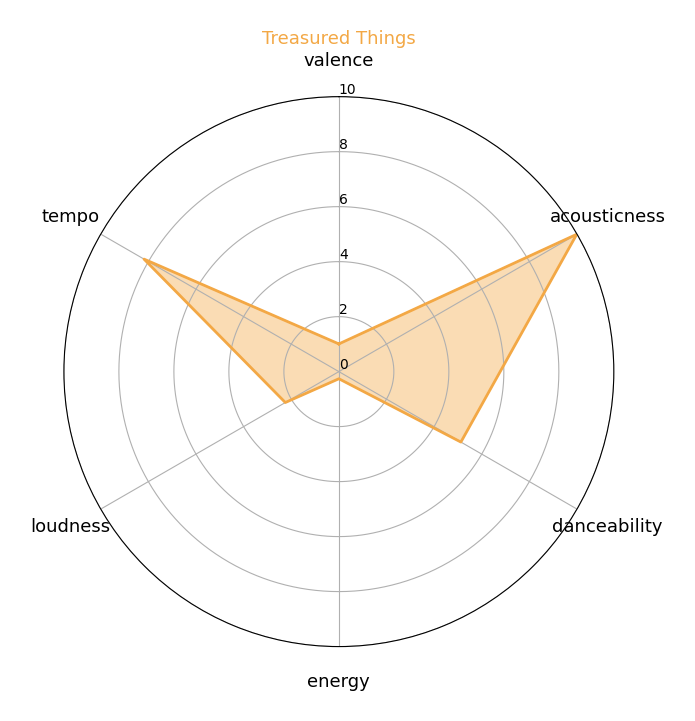 Treasured Things
valence
10
8
tempo
acousticness
6
4
2
0
loudness
danceability
energy